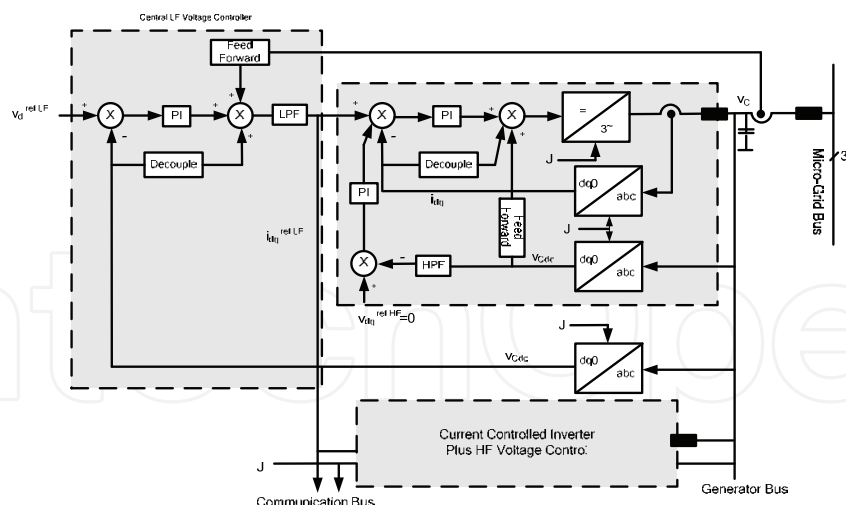 Central LF Voltage Controller
Feed
Forward
v_d^ref LF
+
X
PI
+
+
X
+
LPF
-
Decouple
i_dq^ref LF
+
X
-
PI
+
+
X
+
=
3~
J
Decouple
PI
i_dq
dq0
abc
Feed
Forward
J
X
-
+
HPF
v_Cdc
dq0
abc
v_dq^ref HF=0
v_C
Micro-Grid Bus
3
J
v_Cdc
dq0
abc
Current Controlled Inverter
Plus HF Voltage Control
J
Communication Bus
Generator Bus
ntechOpe